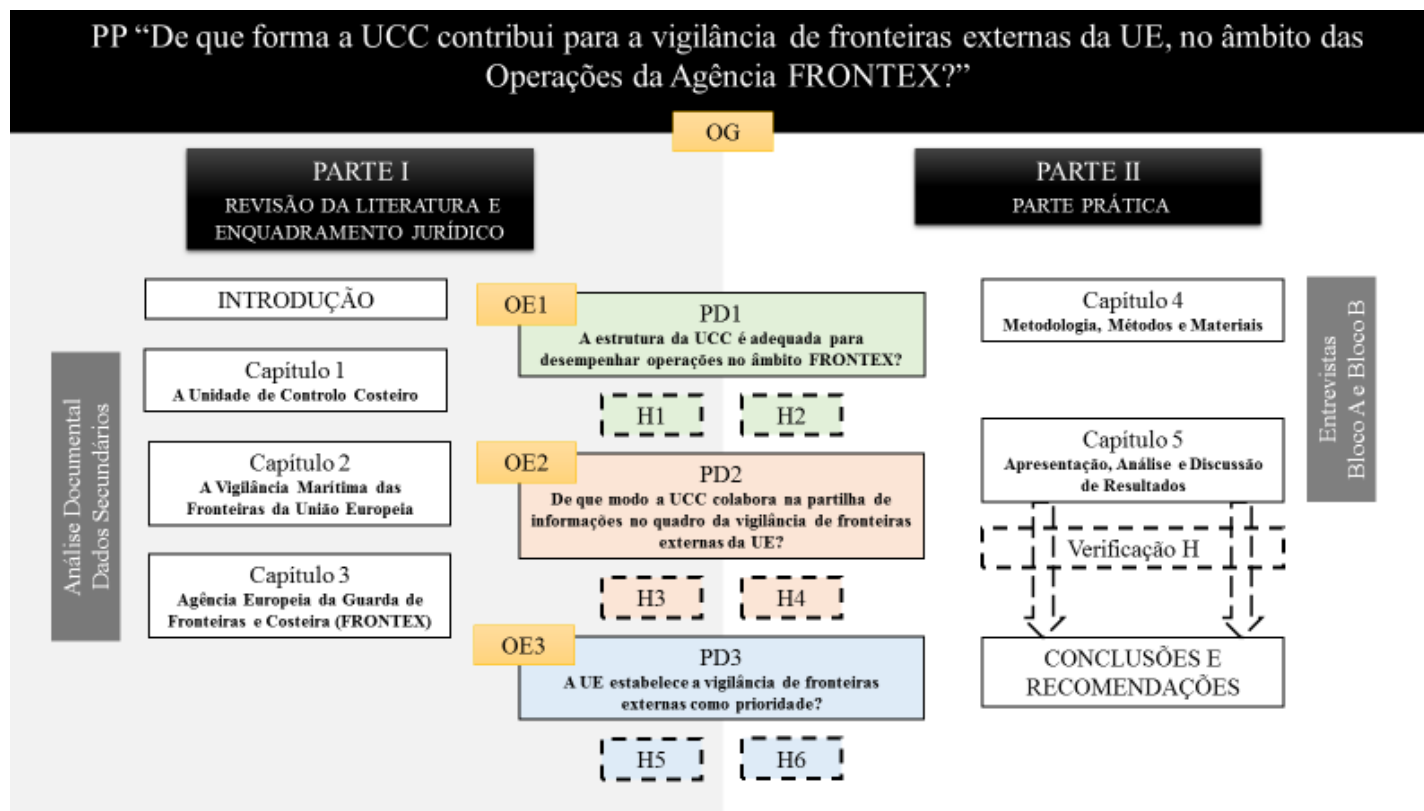 PP “De que forma a UCC contribui para a vigilância de fronteiras externas da UE, no âmbito das
Operações da Agência FRONTEX?”
OG
PARTE I
REVISÃO DA LITERATURA E
ENQUADRAMENTO JURÍDICO
PARTE II
PARTE PRÁTICA
Análise Documental
Dados Secundários
INTRODUÇÃO
Capítulo 1
A Unidade de Controlo Costeiro
Capítulo 2
A Vigilância Marítima das
Fronteiras da União Europeia
Capítulo 3
Agência Europeia da Guarda de
Fronteiras e Costeira (FRONTEX)
OE1
PD1
A estrutura da UCC é adequada para
desempenhar operações no âmbito FRONTEX?
H1
H2
OE2
PD2
De que modo a UCC colabora na partilha de
informações no quadro da vigilância de fronteiras
externas da UE?
H3
H4
OE3
PD3
A UE estabelece a vigilância de fronteiras
externas como prioridade?
H5
H6
Capítulo 4
Metodologia, Métodos e Materiais
Capítulo 5
Apresentação, Análise e Discussão
de Resultados
Verificação H
CONCLUSÕES E
RECOMENDAÇÕES
Entrevistas
Bloco A e Bloco B